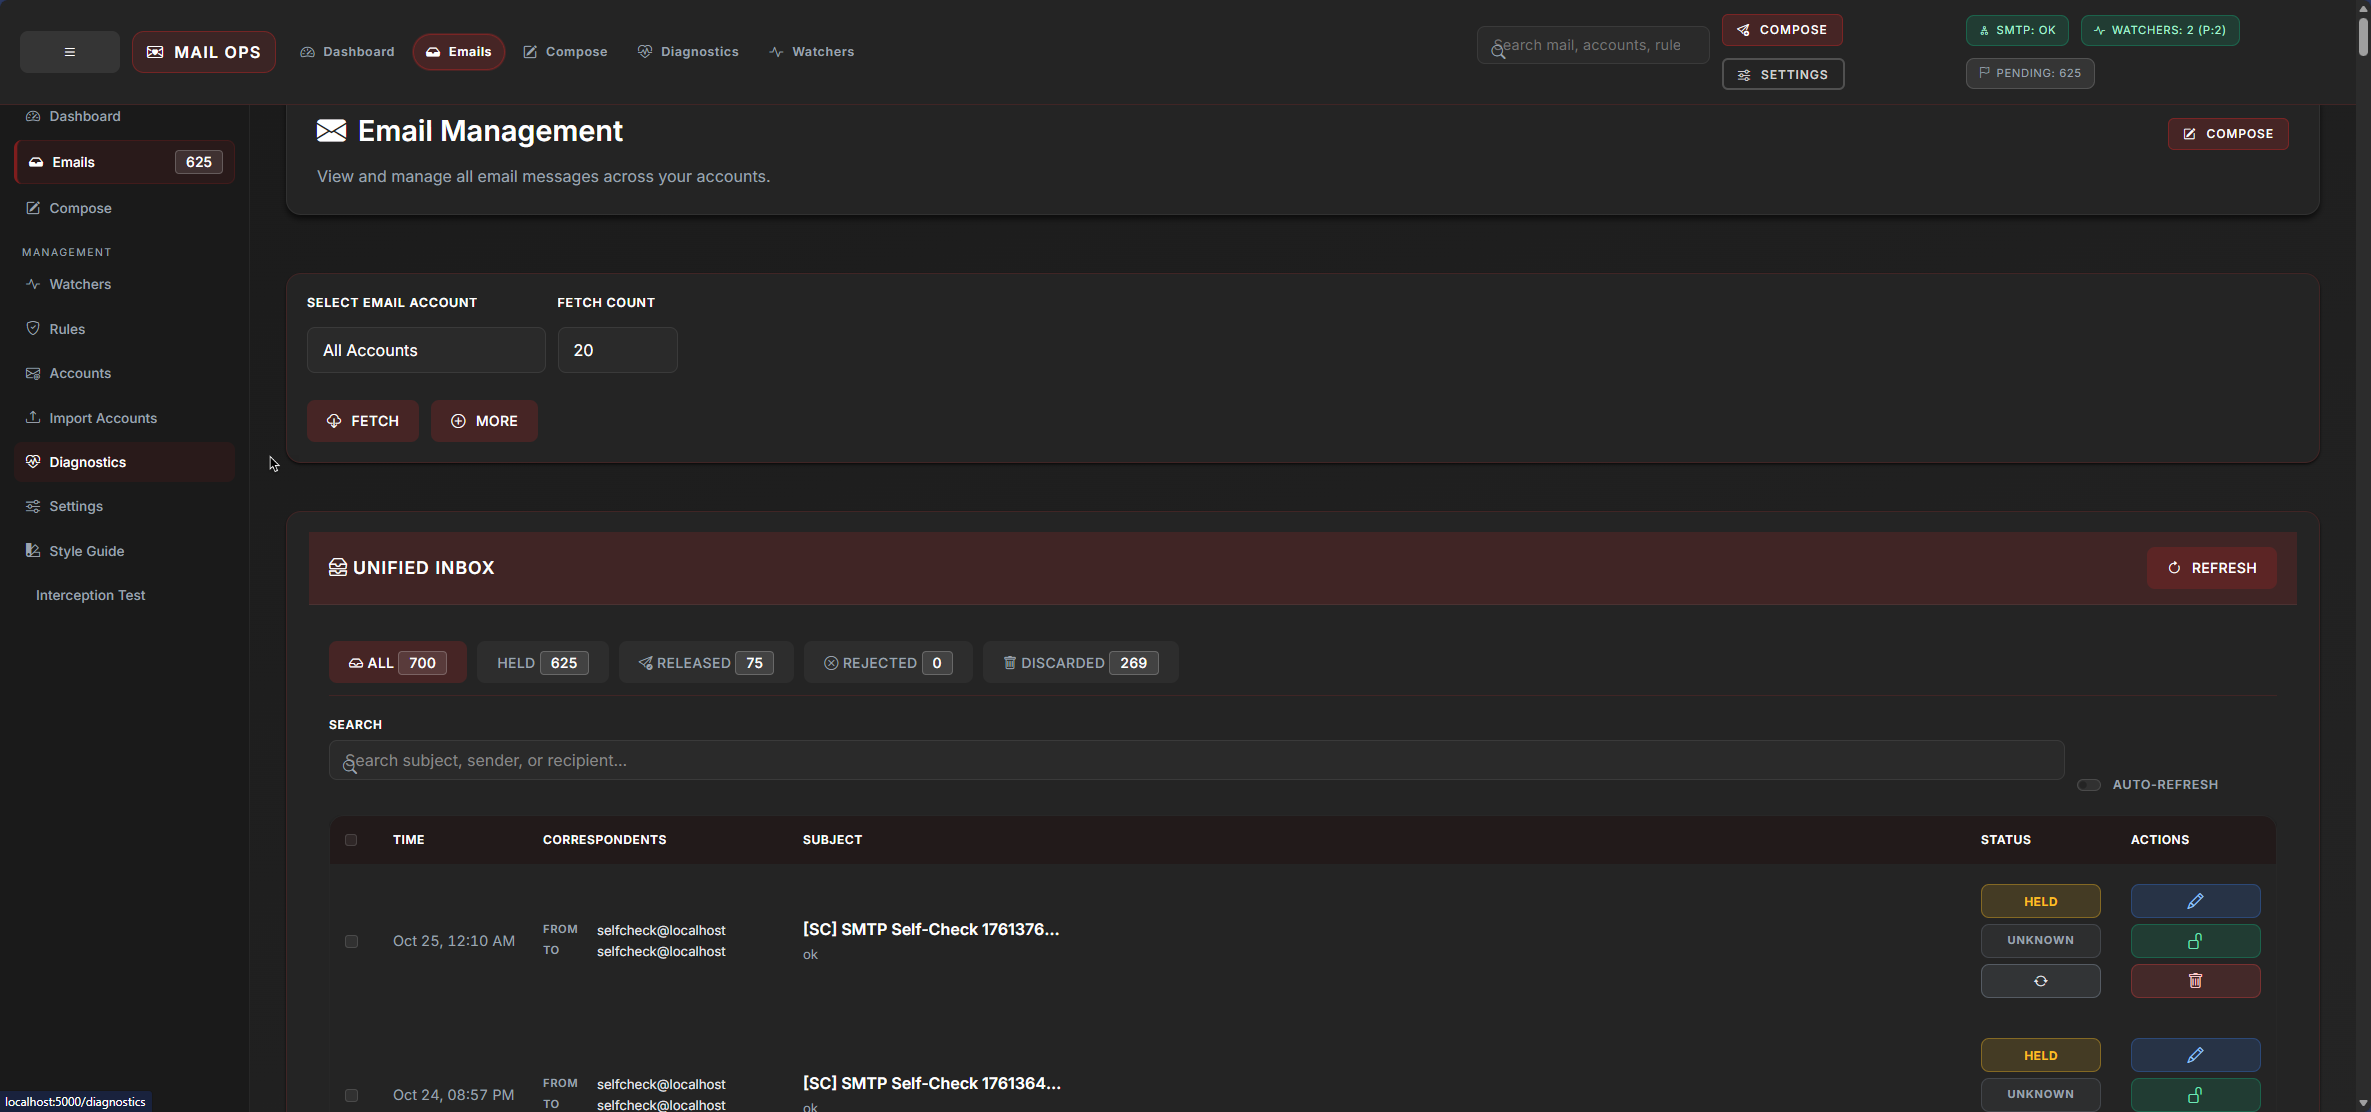 MAIL OPS
Dashboard
Emails
Compose
Diagnostics
Watchers
Search mail, accounts, rule
COMPOSE
SETTINGS
SMTP: OK
WATCHERS: 2 (P:2)
PENDING: 625
Dashboard
Emails 625
Compose
MANAGEMENT
Watchers
Rules
Accounts
Import Accounts
Diagnostics
Settings
Style Guide
Interception Test
Email Management
View and manage all email messages across your accounts.
COMPOSE
SELECT EMAIL ACCOUNT
FETCH COUNT
All Accounts
20
FETCH
MORE
UNIFIED INBOX
REFRESH
ALL 700
HELD 625
RELEASED 75
REJECTED 0
DISCARDED 269
SEARCH
Search subject, sender, or recipient...
AUTO-REFRESH
TIME
CORRESPONDENTS
SUBJECT
STATUS
ACTIONS
Oct 25, 12:10 AM
FROM selfcheck@localhost
TO selfcheck@localhost
[SC] SMTP Self-Check 1761376...
ok
HELD
UNKNOWN
Oct 24, 08:57 PM
FROM selfcheck@localhost
TO selfcheck@localhost
[SC] SMTP Self-Check 1761364...
ok
HELD
UNKNOWN
localhost:5000/diagnostics